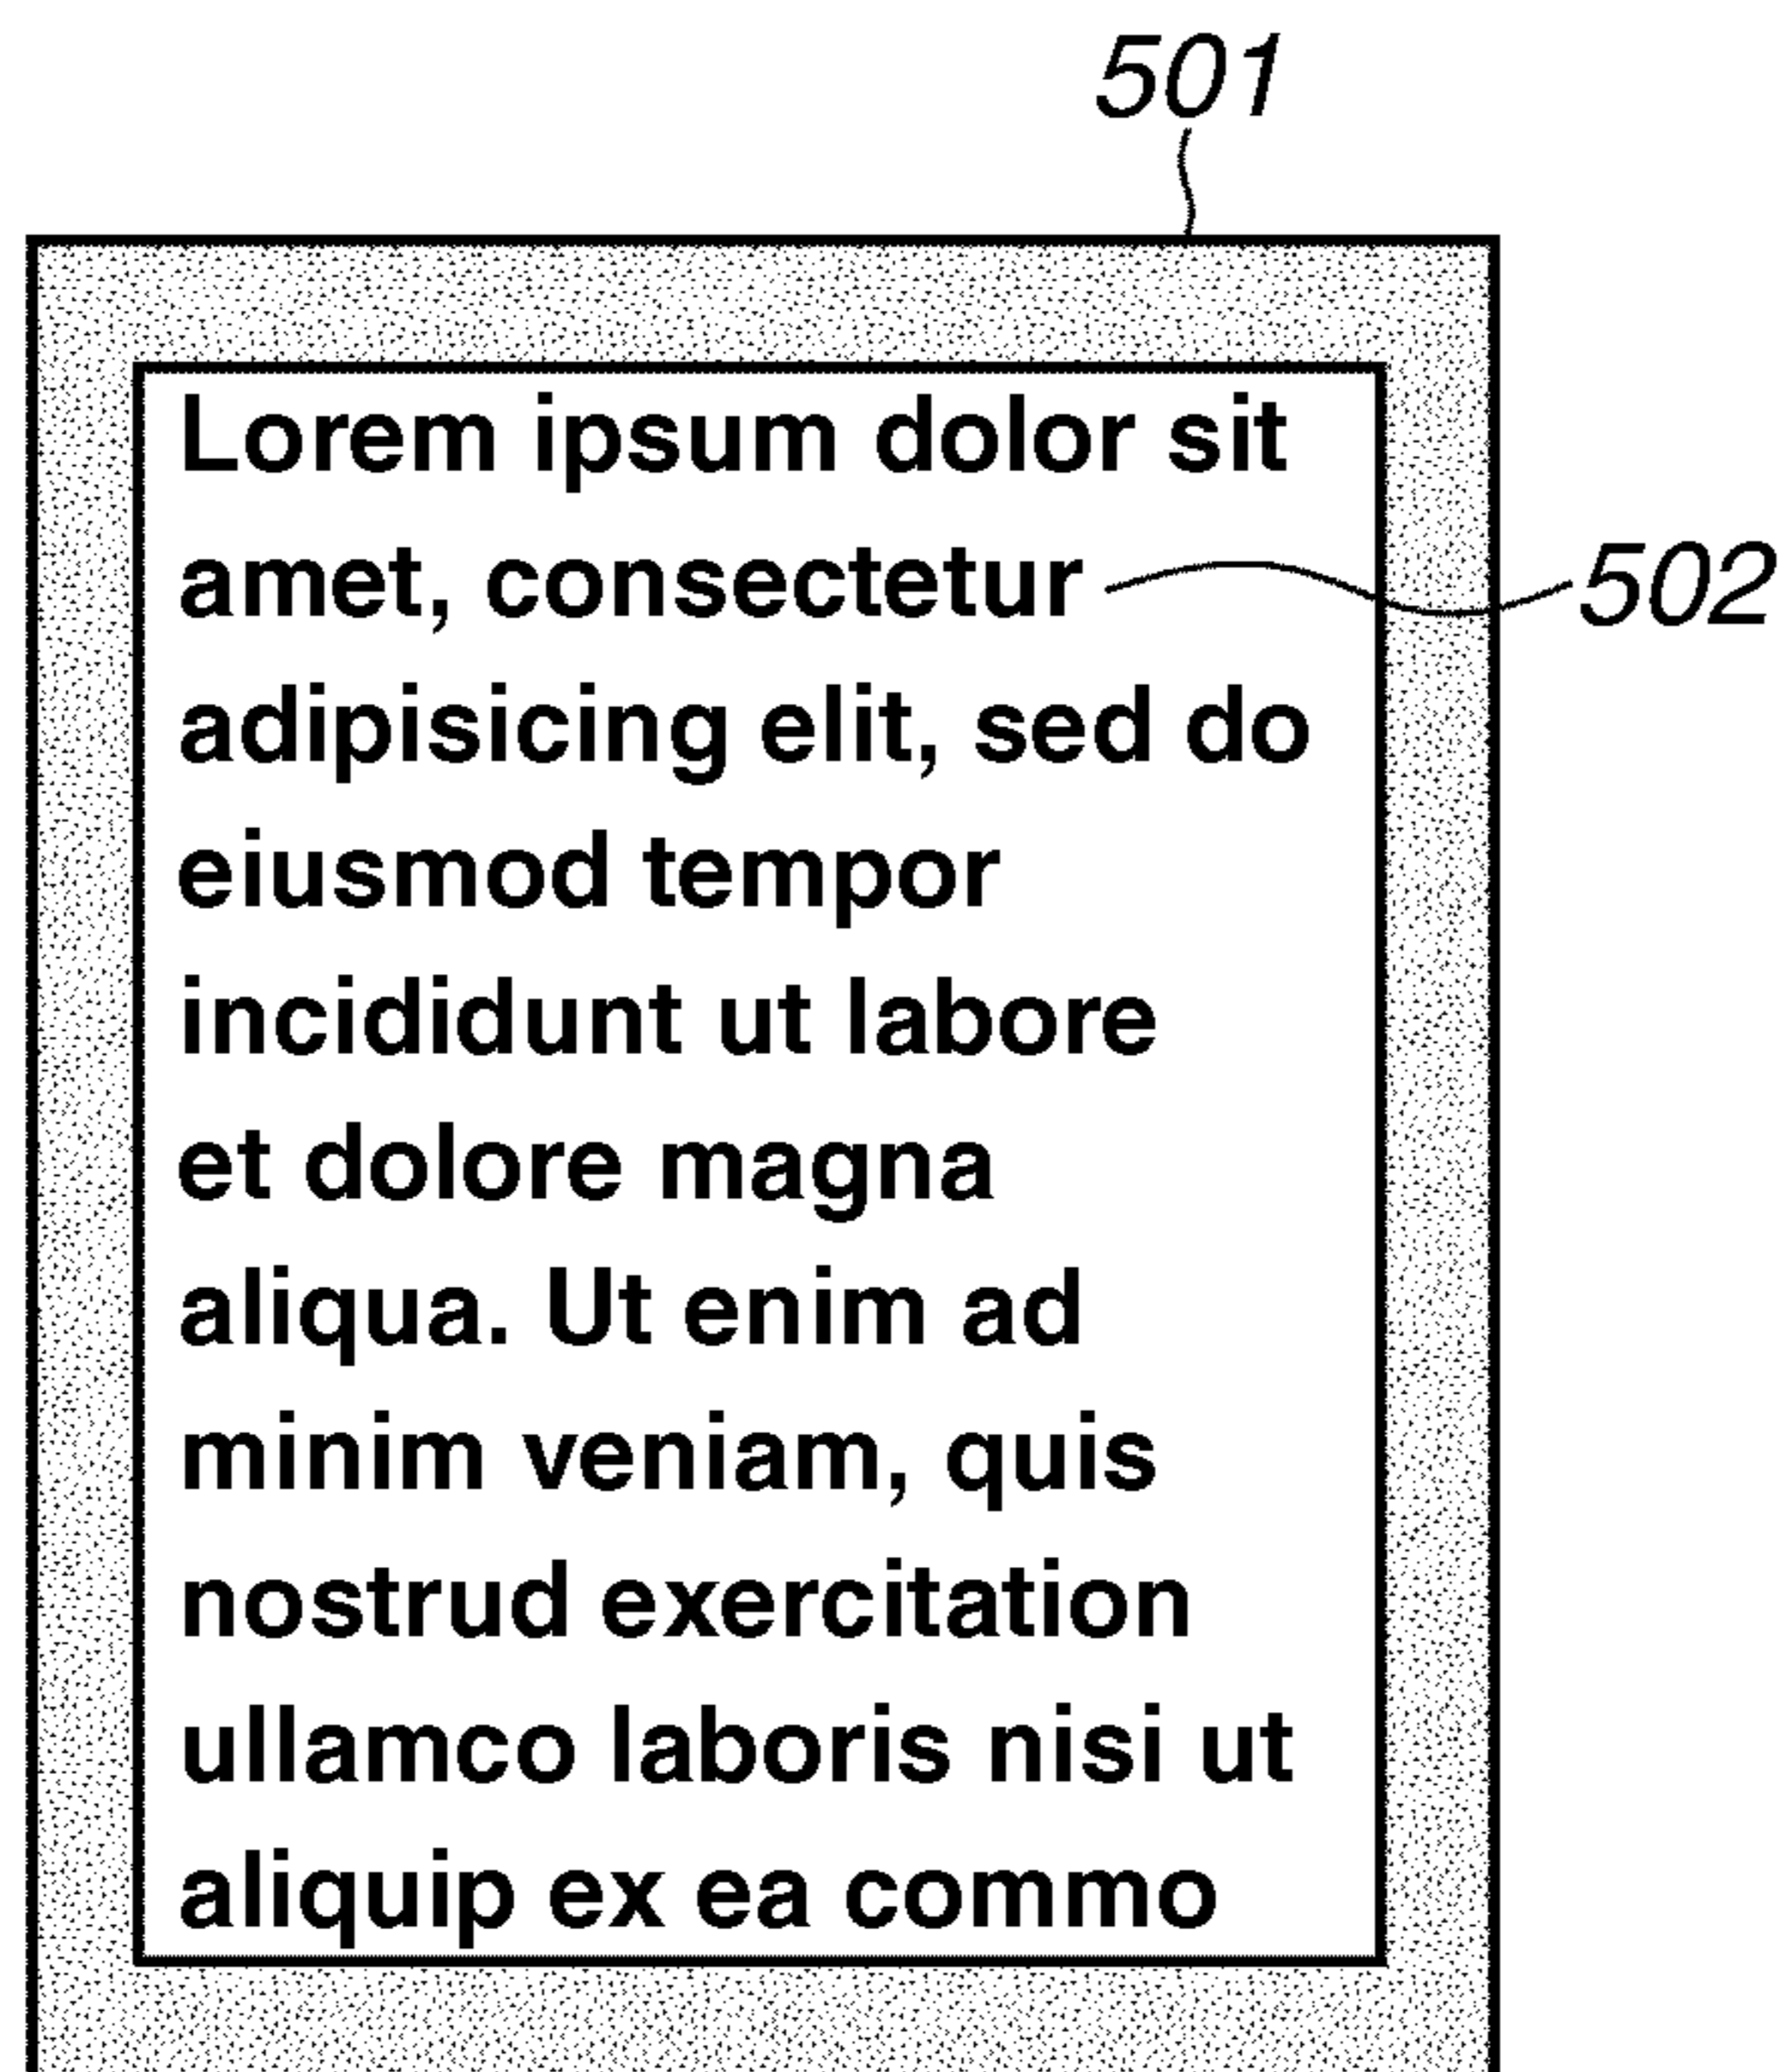 501
Lorem ipsum dolor sit
amet, consectetur
502
adipisicing elit, sed do
eiusmod tempor
incididunt ut labore
et dolore magna
aliqua. Ut enim ad
minim veniam, quis
nostrud exercitation
ullamco laboris nisi ut
aliquip ex ea commo